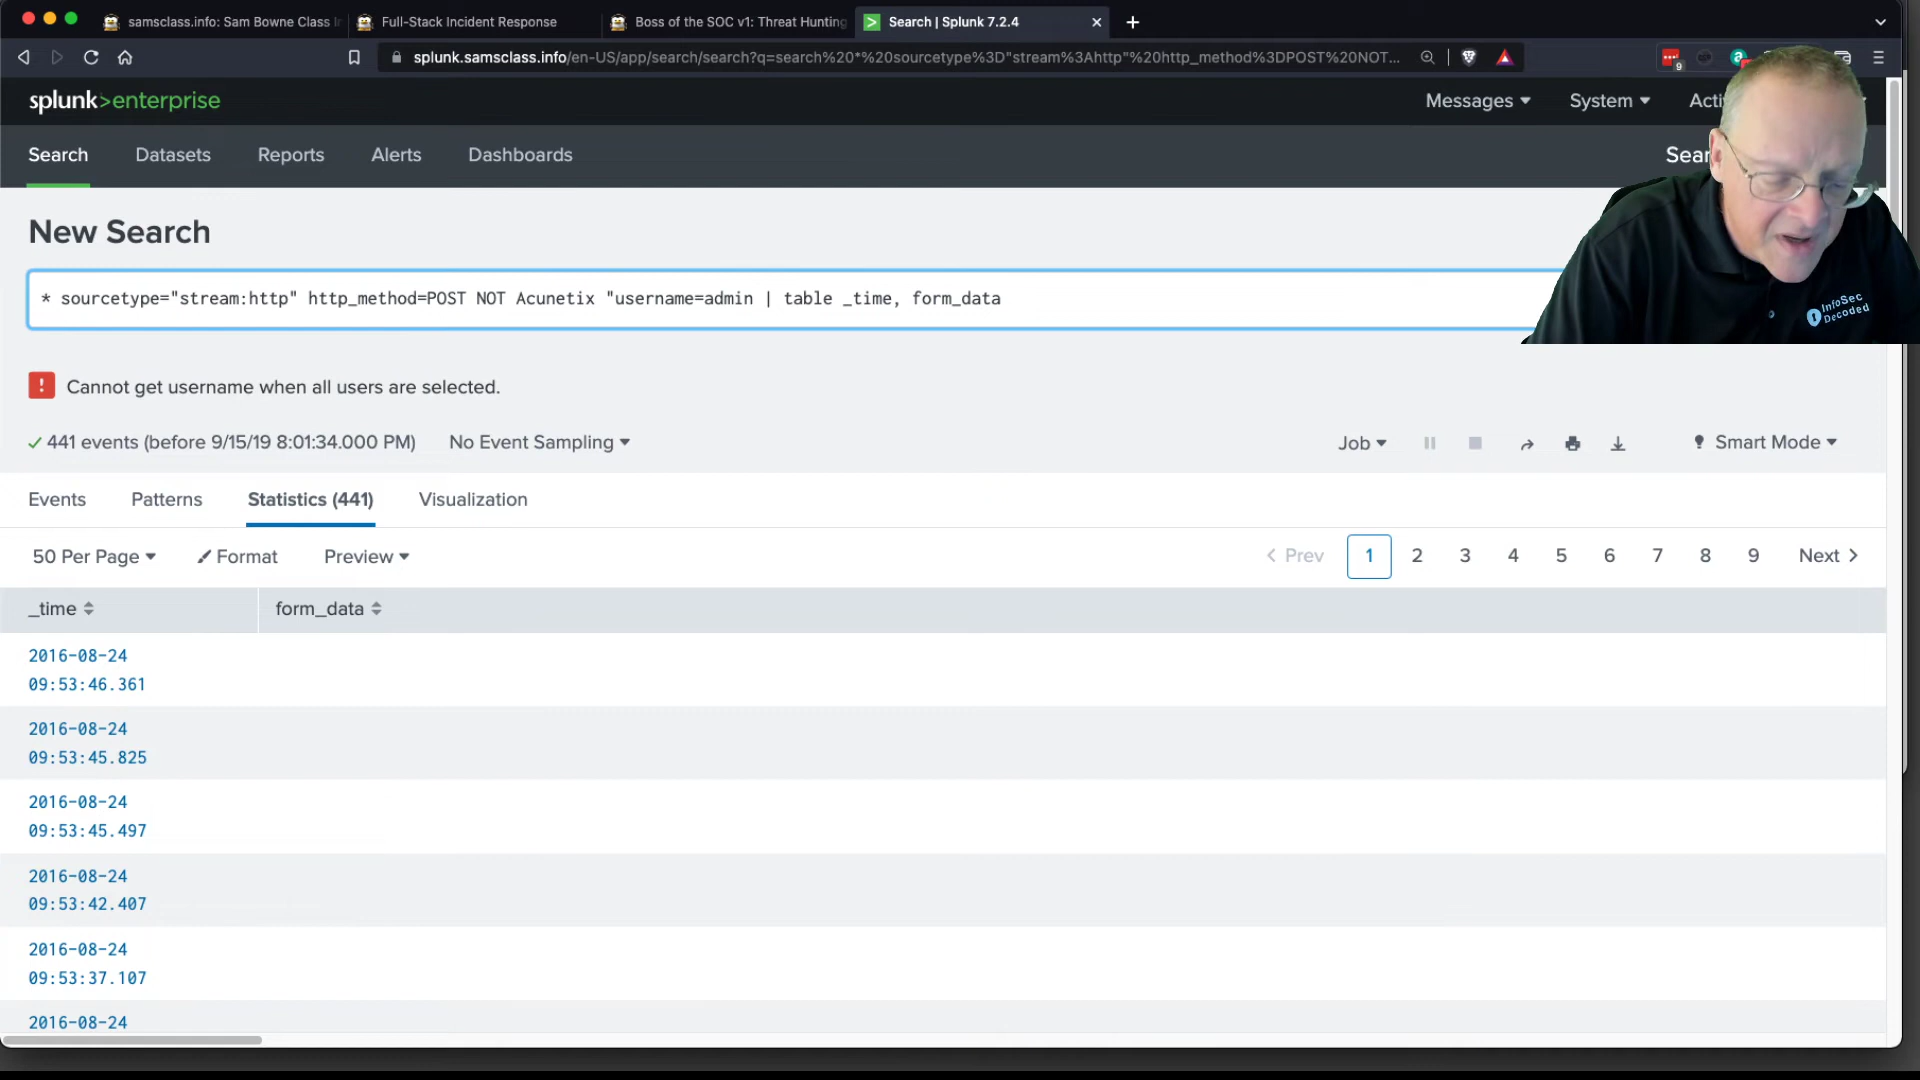 samsclass.info: Sam Bowne Class I
Full-Stack Incident Response
Boss of the SOC v1: Threat Hunting
Search | Splunk 7.2.4
splunk.samsclass.info/en-US/app/search/search?q=search%20*%20sourcetype%3D"stream%3Ahttp"%20http_method%3DPOST%20NOT...
9
splunk>enterprise
Messages
System
Search
Datasets
Reports
Alerts
Dashboards
New Search
* sourcetype="stream:http" http_method=POST NOT Acunetix "username=admin | table _time, form_data
InfoSec
Decoded
! Cannot get username when all users are selected.
441 events (before 9/15/19 8:01:34.000 PM)
No Event Sampling
Job
Smart Mode
Events
Patterns
Statistics (441)
Visualization
50 Per Page
Format
Preview
< Prev 1 2 3 4 5 6 7 8 9 Next >
_time
form_data
2016-08-24
09:53:46.361
2016-08-24
09:53:45.825
2016-08-24
09:53:45.497
2016-08-24
09:53:42.407
2016-08-24
09:53:37.107
2016-08-24